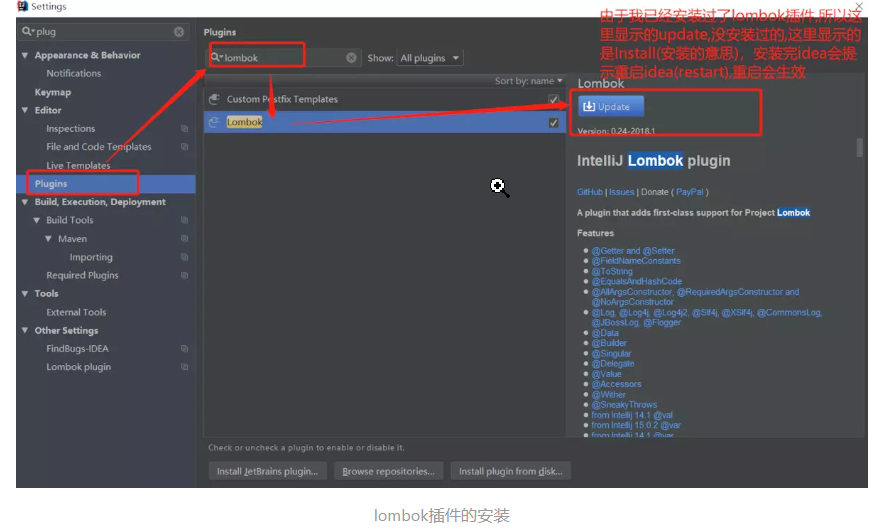 Settings
由于我已经安装过了lombok插件,所以这
里显示的update,没安装过的,这里显示的
是Install(安装的意思)，安装完idea会提
示重启idea(restart),重启会生效
plug
Appearance & Behavior
Notifications
Keymap
Editor
Inspections
File and Code Templates
Live Templates
Plugins
Build, Execution, Deployment
Build Tools
Maven
Importing
Required Plugins
Tools
External Tools
Other Settings
FindBugs-IDEA
Lombok plugin
Plugins
lombok
Show: All plugins
Sort by: name
Custom Postfix Templates
Lombok
Lombok
Update
Version: 0.24-2018.1
IntelliJ Lombok plugin
GitHub | Issues | Donate ( PayPal )
A plugin that adds first-class support for Project Lombok
Features
@Getter and @Setter
@FieldNameConstants
@ToString
@EqualsAndHashCode
@AllArgsConstructor, @RequiredArgsConstructor and
@NoArgsConstructor
@Log, @Log4j, @Log4j2, @Slf4j, @XSlf4j, @CommonsLog,
@JBossLog, @Flogger
@Data
@Builder
@Singular
@Delegate
@Value
@Accessors
@Wither
@SneakyThrows
from Intellij 14.1 @val
from Intellij 15.0.2 @var
from Intellij 14.1 @var
Check or uncheck a plugin to enable or disable it.
Install JetBrains plugin...
Browse repositories...
Install plugin from disk...
lombok插件的安装